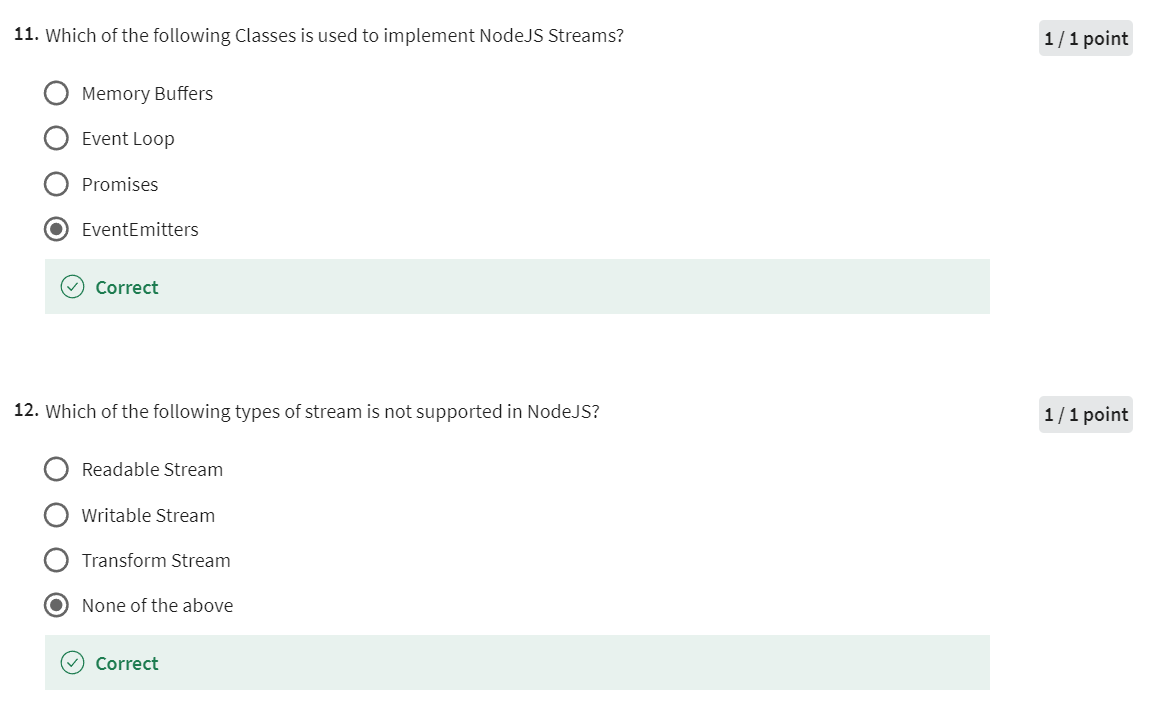 11. Which of the following Classes is used to implement NodeJS Streams?
1 / 1 point
Memory Buffers
Event Loop
Promises
EventEmitters
Correct
12. Which of the following types of stream is not supported in NodeJS?
1 / 1 point
Readable Stream
Writable Stream
Transform Stream
None of the above
Correct